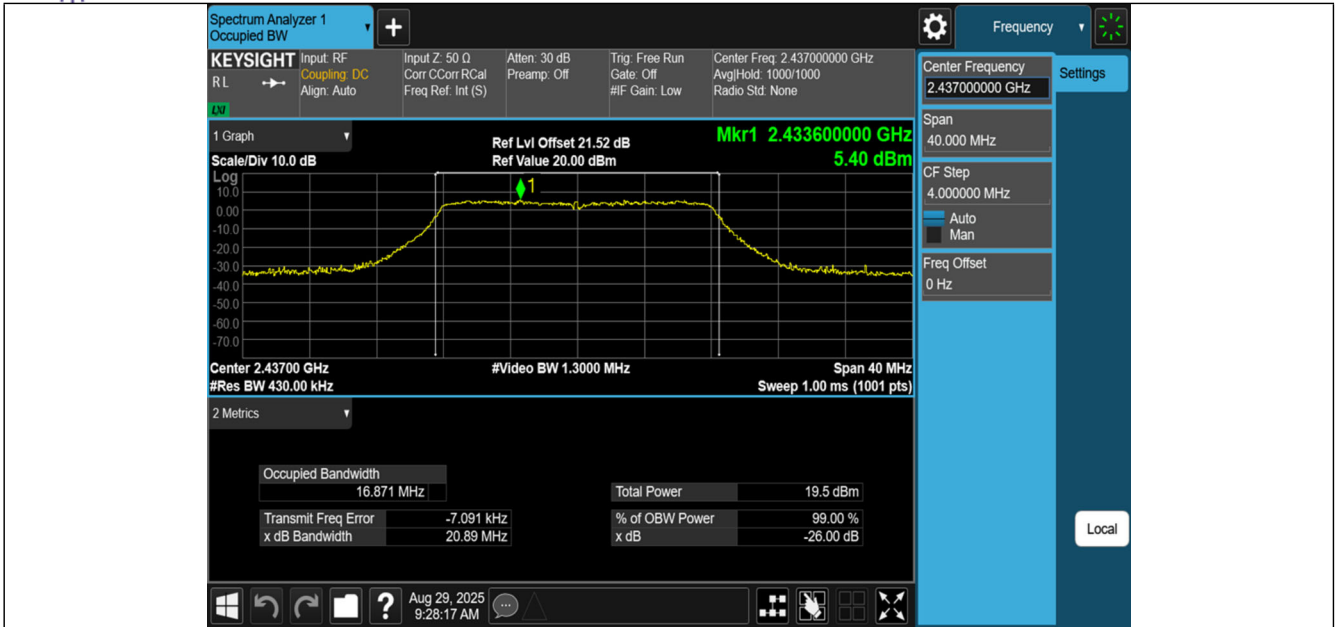 Spectrum Analyzer 1
Occupied BW
+
Frequency
KEYSIGHT
R L
LXI
Input: RF
Coupling: DC
Align: Auto
Input Z: 50 Ω
Corr CCorr RCal
Freq Ref: Int (S)
Atten: 30 dB
Preamp: Off
Trig: Free Run
Gate: Off
#IF Gain: Low
Center Freq: 2.437000000 GHz
Avg|Hold: 1000/1000
Radio Std: None
Center Frequency
2.437000000 GHz
Settings
Span
40.000 MHz
CF Step
4.000000 MHz
Auto
Man
Freq Offset
0 Hz
1 Graph
Scale/Div 10.0 dB
Ref Lvl Offset 21.52 dB
Ref Value 20.00 dBm
Mkr1 2.433600000 GHz
5.40 dBm
Log
10.0
0.00
-10.0
-20.0
-30.0
-40.0
-50.0
-60.0
-70.0
1
Center 2.43700 GHz
#Video BW 1.3000 MHz
Span 40 MHz
#Res BW 430.00 kHz
Sweep 1.00 ms (1001 pts)
2 Metrics
Occupied Bandwidth
16.871 MHz
Total Power 19.5 dBm
Transmit Freq Error -7.091 kHz
% of OBW Power 99.00 %
x dB Bandwidth 20.89 MHz
x dB -26.00 dB
Local
?
Aug 29, 2025
9:28:17 AM